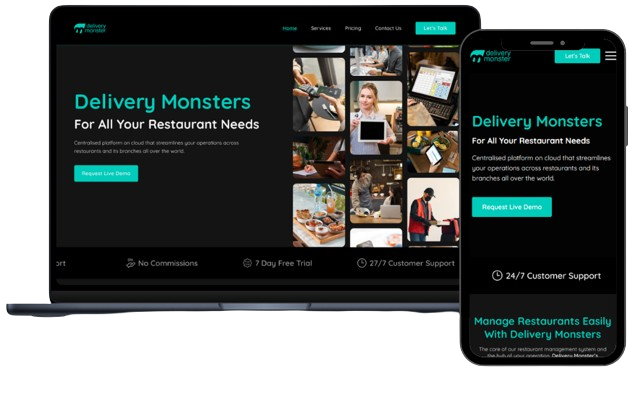 delivery
monster
Home Services Pricing Contact Us Let's Talk
Delivery Monsters
For All Your Restaurant Needs
Centralised platform on cloud that streamlines your operations across
restaurants and its branches all over the world.
Request Live Demo
ort No Commissions 7 Day Free Trial 27/7 Customer Support
delivery
monster
Let's Talk
Delivery Monsters
For All Your Restaurant Needs
Centralised platform on cloud that streamlines
your operations across restaurants and its
branches all over the world.
Request Live Demo
24/7 Customer Support
Manage Restaurants Easily
With Delivery Monsters
The core of our restaurant management system and
the hub of your operation, Delivery Monster's